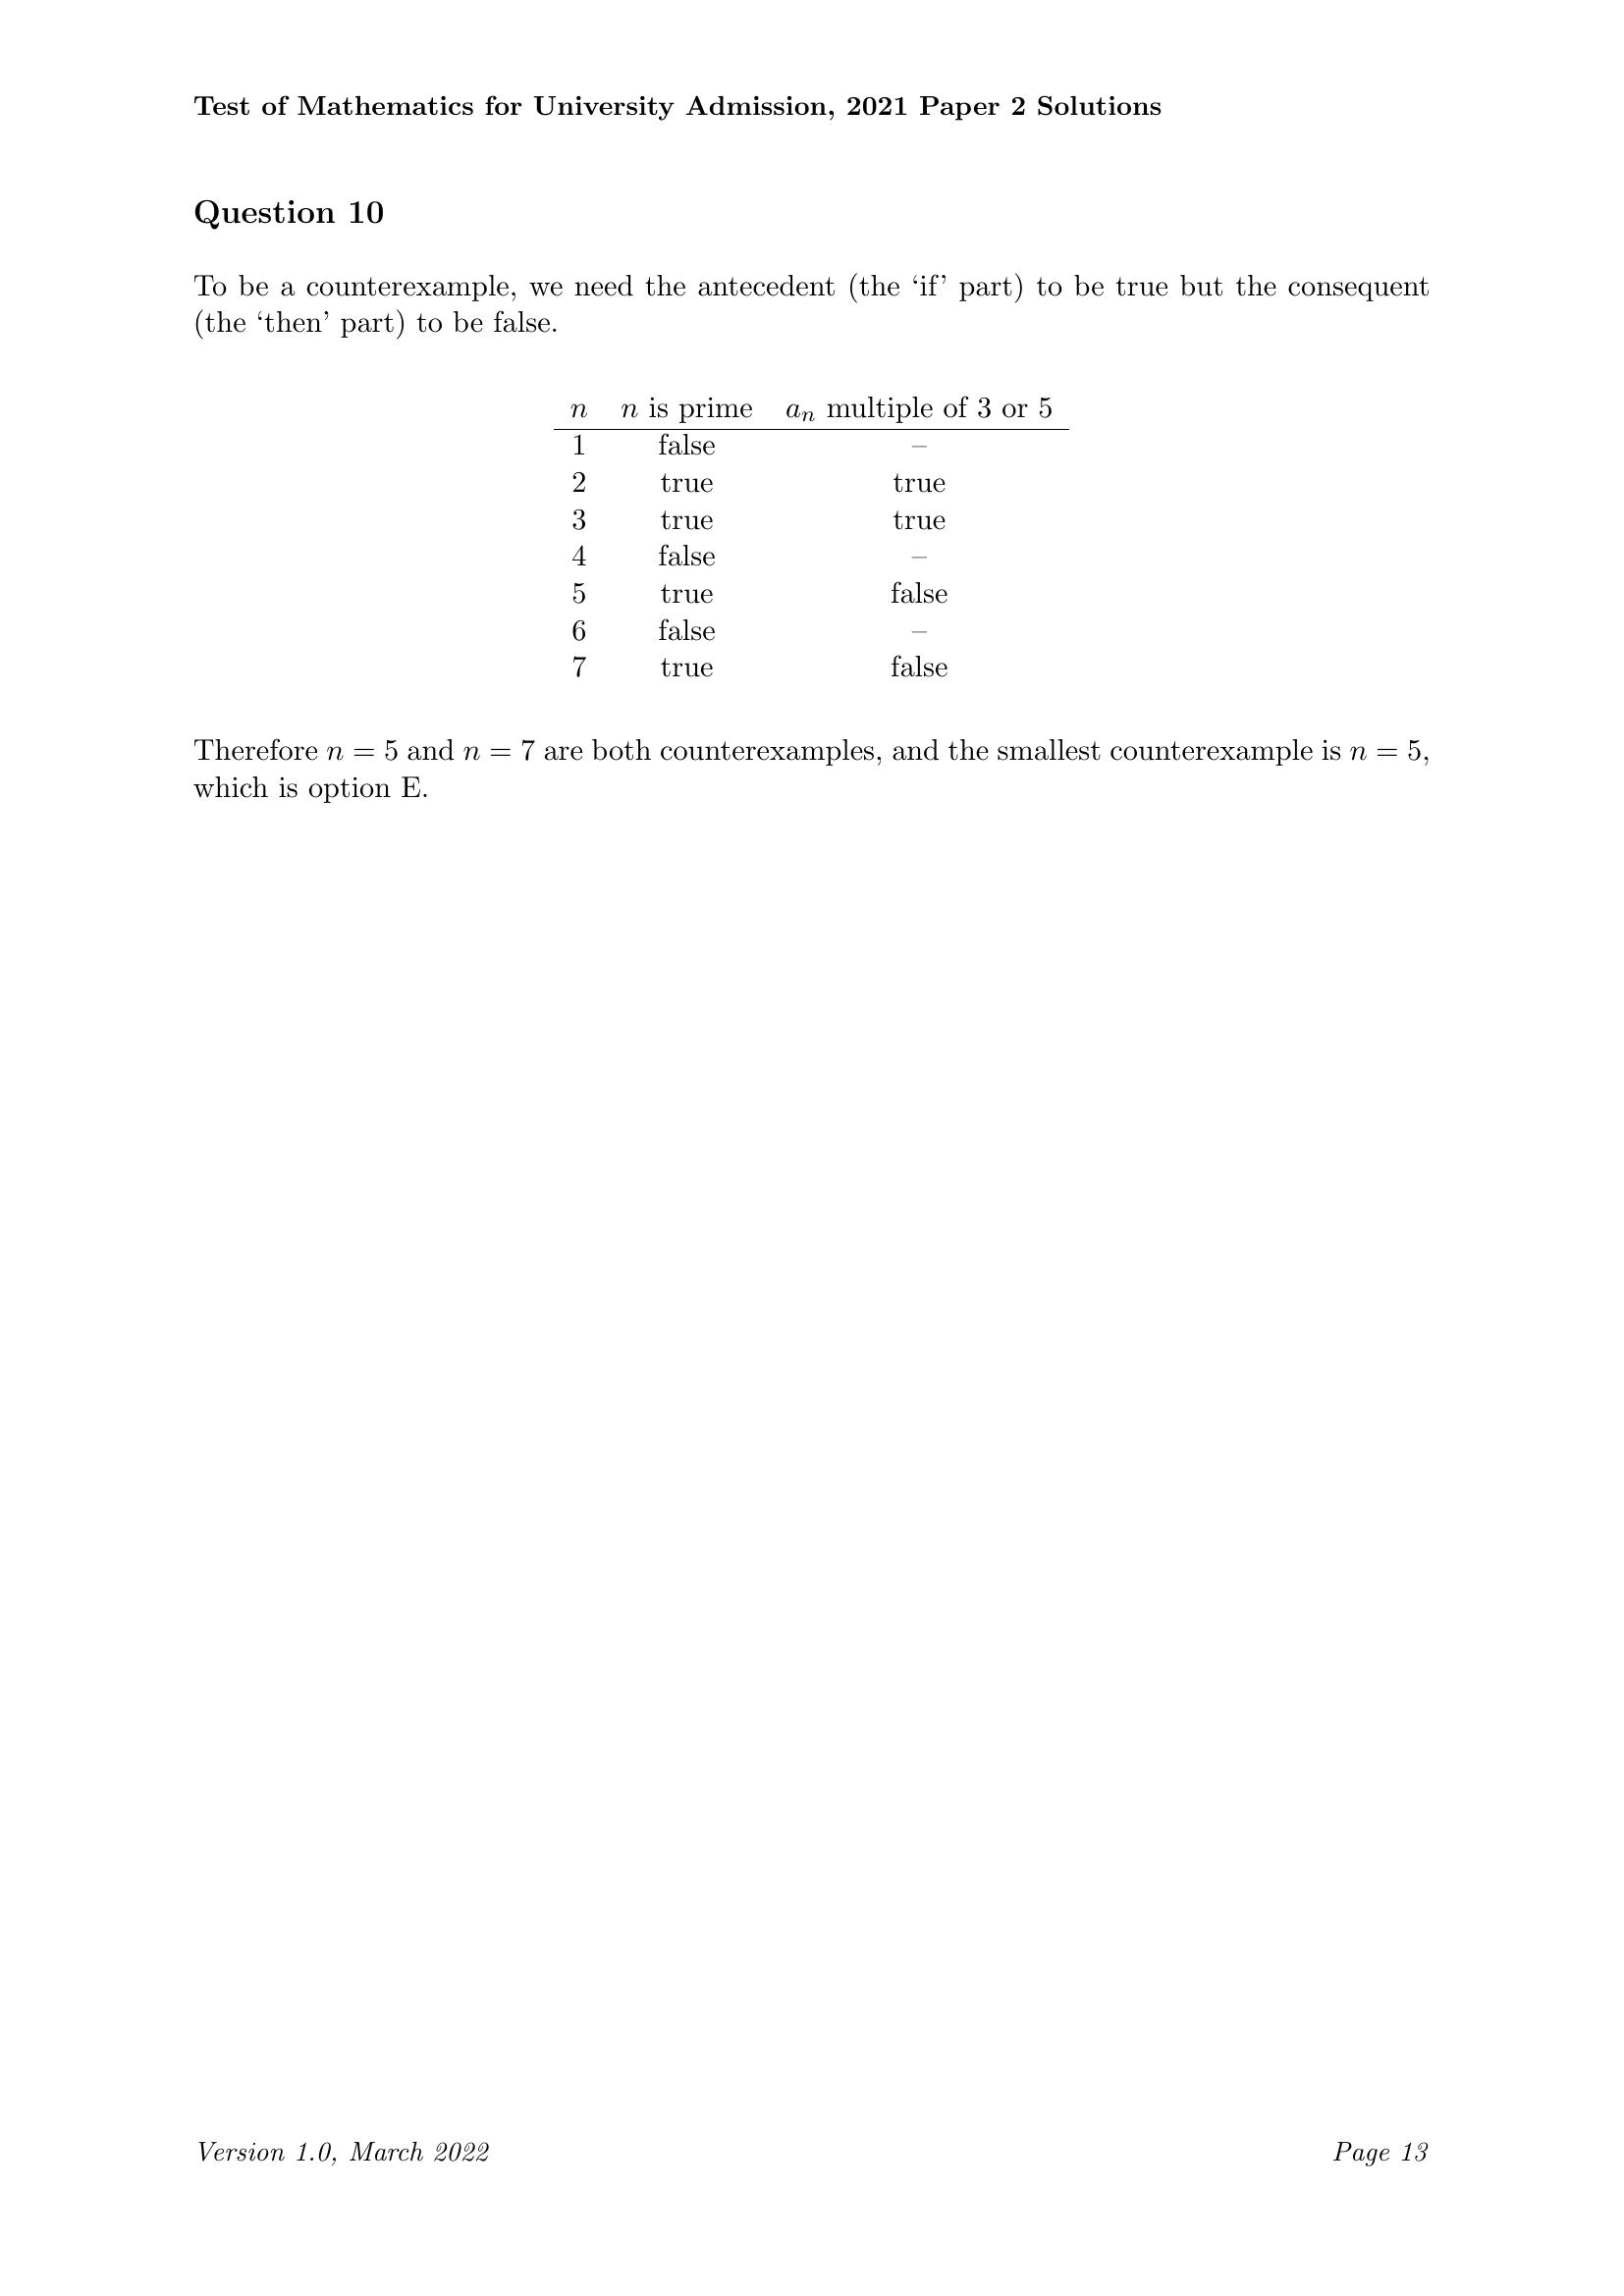 Test of Mathematics for University Admission, 2021 Paper 2 Solutions
Question 10
To be a counterexample, we need the antecedent (the ‘if’ part) to be true but the consequent
(the ‘then’ part) to be false.
n n is prime aₙ multiple of 3 or 5
1 false –
2 true true
3 true true
4 false –
5 true false
6 false –
7 true false
Therefore n = 5 and n = 7 are both counterexamples, and the smallest counterexample is n = 5,
which is option E.
Version 1.0, March 2022 Page 13